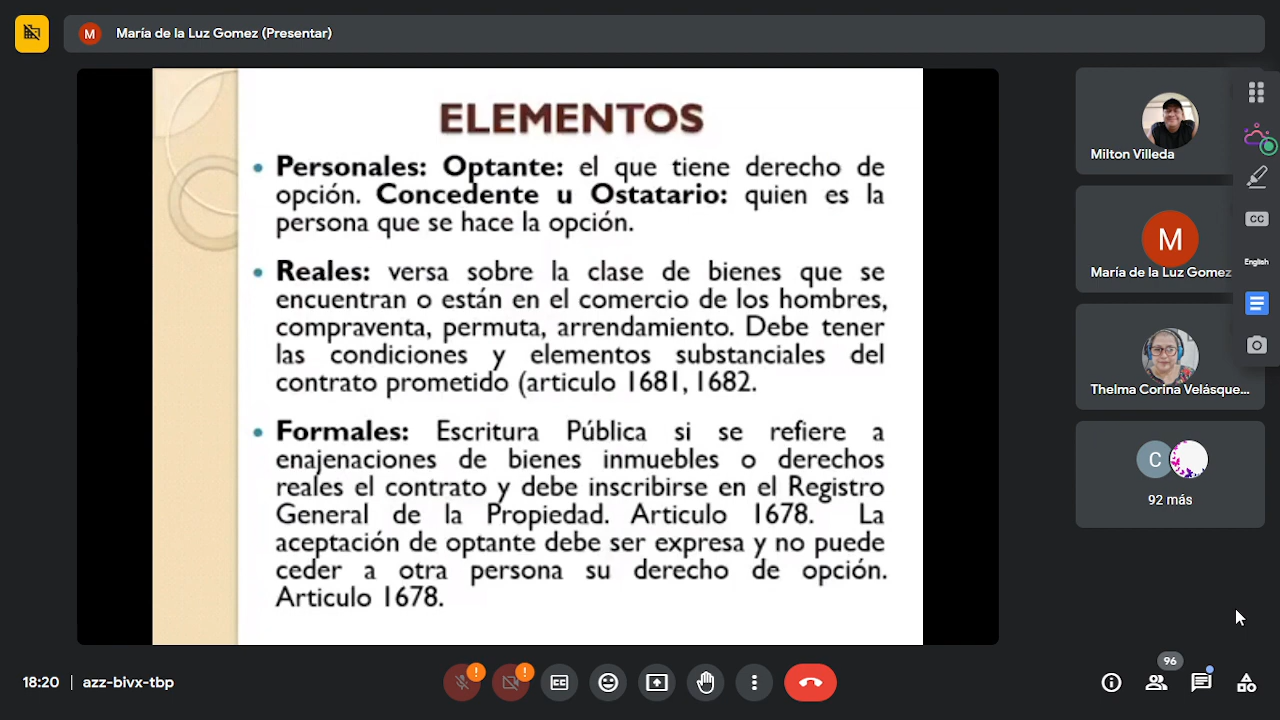 M María de la Luz Gomez (Presentar)
ELEMENTOS
• Personales: Optante: el que tiene derecho de
opción. Concedente u Ostatario: quien es la
persona que se hace la opción.
• Reales: versa sobre la clase de bienes que se
encuentran o están en el comercio de los hombres,
compraventa, permuta, arrendamiento. Debe tener
las condiciones y elementos substanciales del
contrato prometido (articulo 1681, 1682.
• Formales: Escritura Pública si se refiere a
enajenaciones de bienes inmuebles o derechos
reales el contrato y debe inscribirse en el Registro
General de la Propiedad. Articulo 1678. La
aceptación de optante debe ser expresa y no puede
ceder a otra persona su derecho de opción.
Articulo 1678.
Milton Villeda
M
María de la Luz Gomez
Thelma Corina Velásque...
C
92 más
CC
English
18:20 | azz-bivx-tbp
! !
96